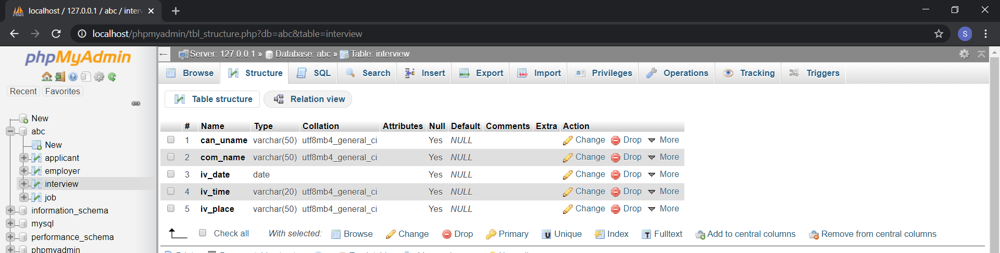 localhost / 127.0.0.1 / abc / interv
localhost/phpmyadmin/tbl_structure.php?db=abc&table=interview
S
phpMyAdmin
Recent Favorites
New
abc
New
applicant
employer
interview
job
information_schema
mysql
performance_schema
phpmyadmin
Server: 127.0.0.1 » Database: abc » Table: interview
Browse Structure SQL Search Insert Export Import Privileges Operations Tracking Triggers
Table structure Relation view
# Name Type Collation Attributes Null Default Comments Extra Action
1 can_uname varchar(50) utf8mb4_general_ci Yes NULL Change Drop More
2 com_name varchar(50) utf8mb4_general_ci Yes NULL Change Drop More
3 iv_date date Yes NULL Change Drop More
4 iv_time varchar(20) utf8mb4_general_ci Yes NULL Change Drop More
5 iv_place varchar(50) utf8mb4_general_ci Yes NULL Change Drop More
Check all With selected: Browse Change Drop Primary Unique Index Fulltext Add to central columns Remove from central columns